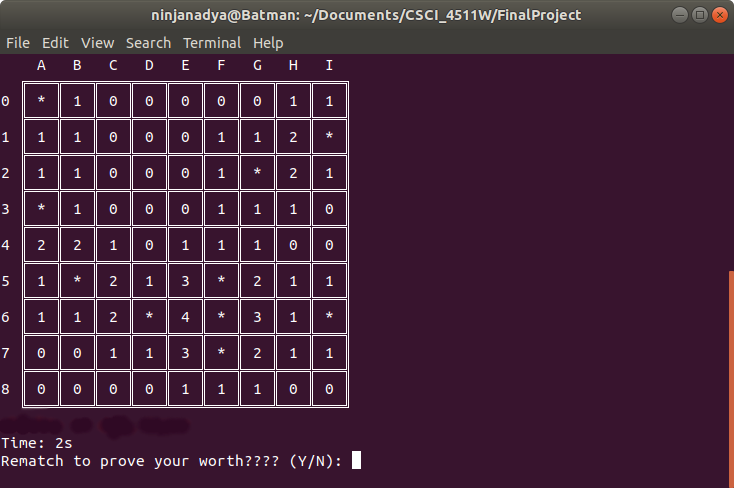 ninjanadya@Batman: ~/Documents/CSCI_4511W/FinalProject
File Edit View Search Terminal Help
A B C D E F G H I
0 * 1 0 0 0 0 0 1 1
1 1 1 0 0 0 1 1 2 *
2 1 1 0 0 0 1 * 2 1
3 * 1 0 0 0 1 1 1 0
4 2 2 1 0 1 1 1 0 0
5 1 * 2 1 3 * 2 1 1
6 1 1 2 * 4 * 3 1 *
7 0 0 1 1 3 * 2 1 1
8 0 0 0 0 1 1 1 0 0
Time: 2s
Rematch to prove your worth???? (Y/N):